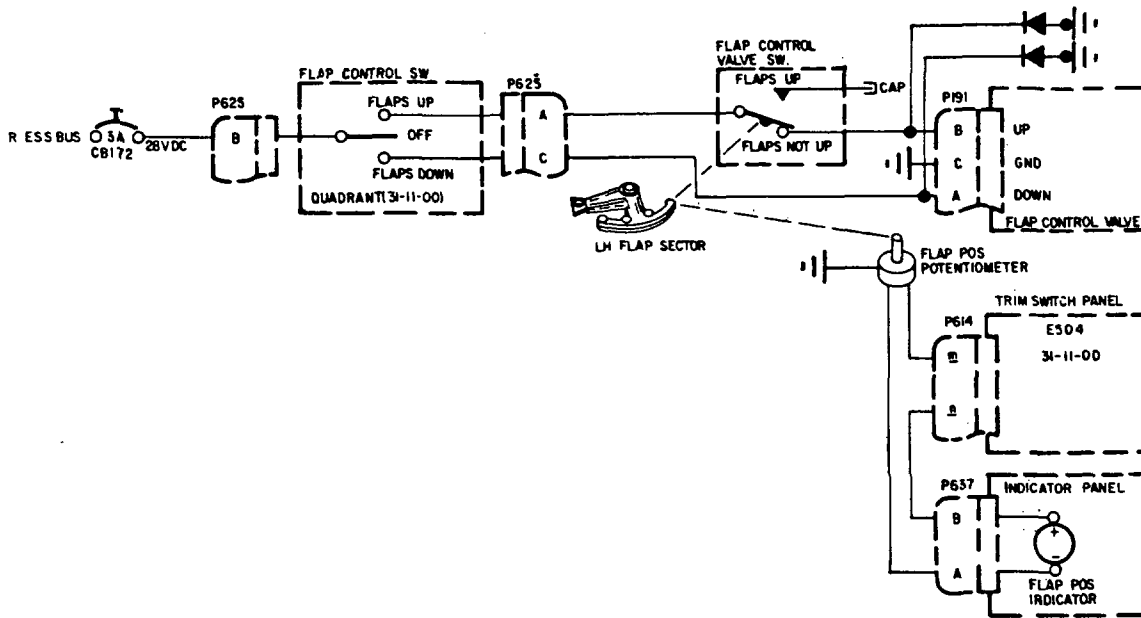 FLAP CONTROL SW
P625
FLAPS UP
OFF
FLAPS DOWN
QUADRANT(31-11-00)
R ESS BUS
3A
CB172
28VDC
B
P625
A
C
FLAP CONTROL
VALVE SW.
FLAPS UP
CAP
FLAPS NOT UP
LH FLAP SECTOR
P191
B
UP
C
GND
A
DOWN
FLAP CONTROL VALVE
FLAP POS
POTENTIOMETER
TRIM SWITCH PANEL
P614
E504
31-11-00
m
n
P637
INDICATOR PANEL
B
+
-
A
FLAP POS
INDICATOR